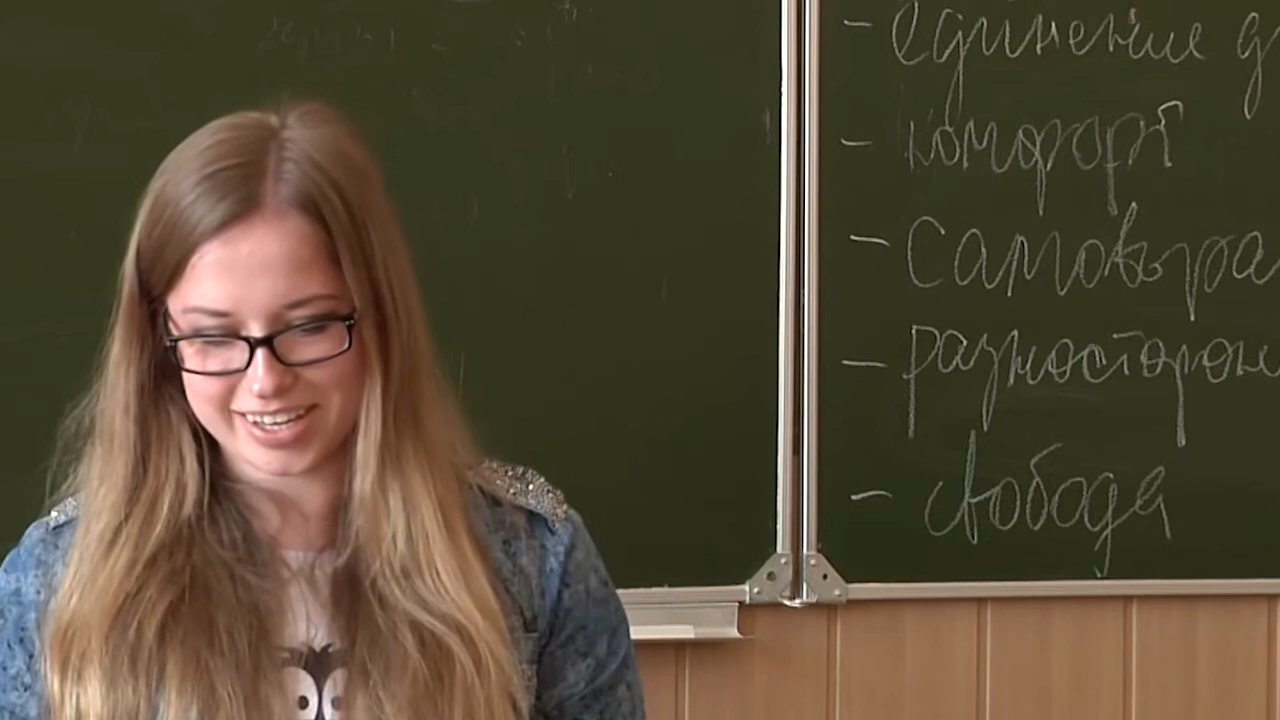 - единение д
- комфорт
- Самовыра
- разносторон
- свобода